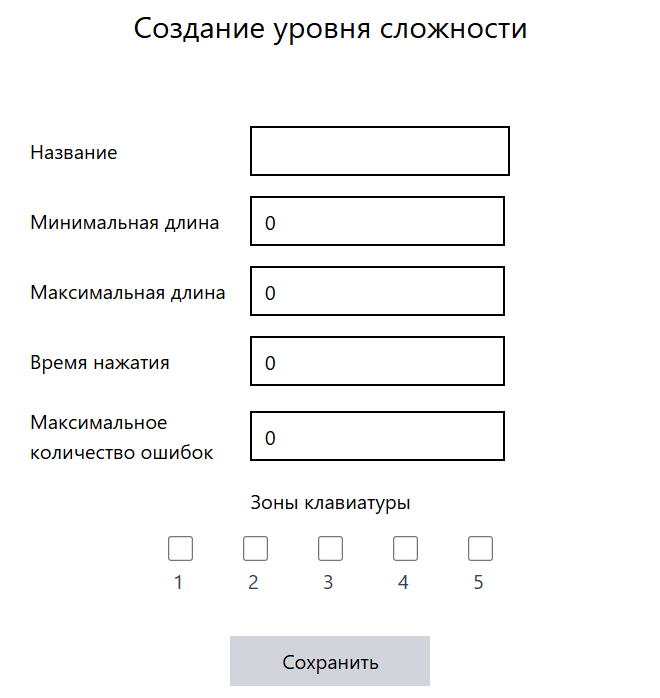 Создание уровня сложности
Название
Минимальная длина
0
Максимальная длина
0
Время нажатия
0
Максимальное
количество ошибок
0
Зоны клавиатуры
1 2 3 4 5
Сохранить